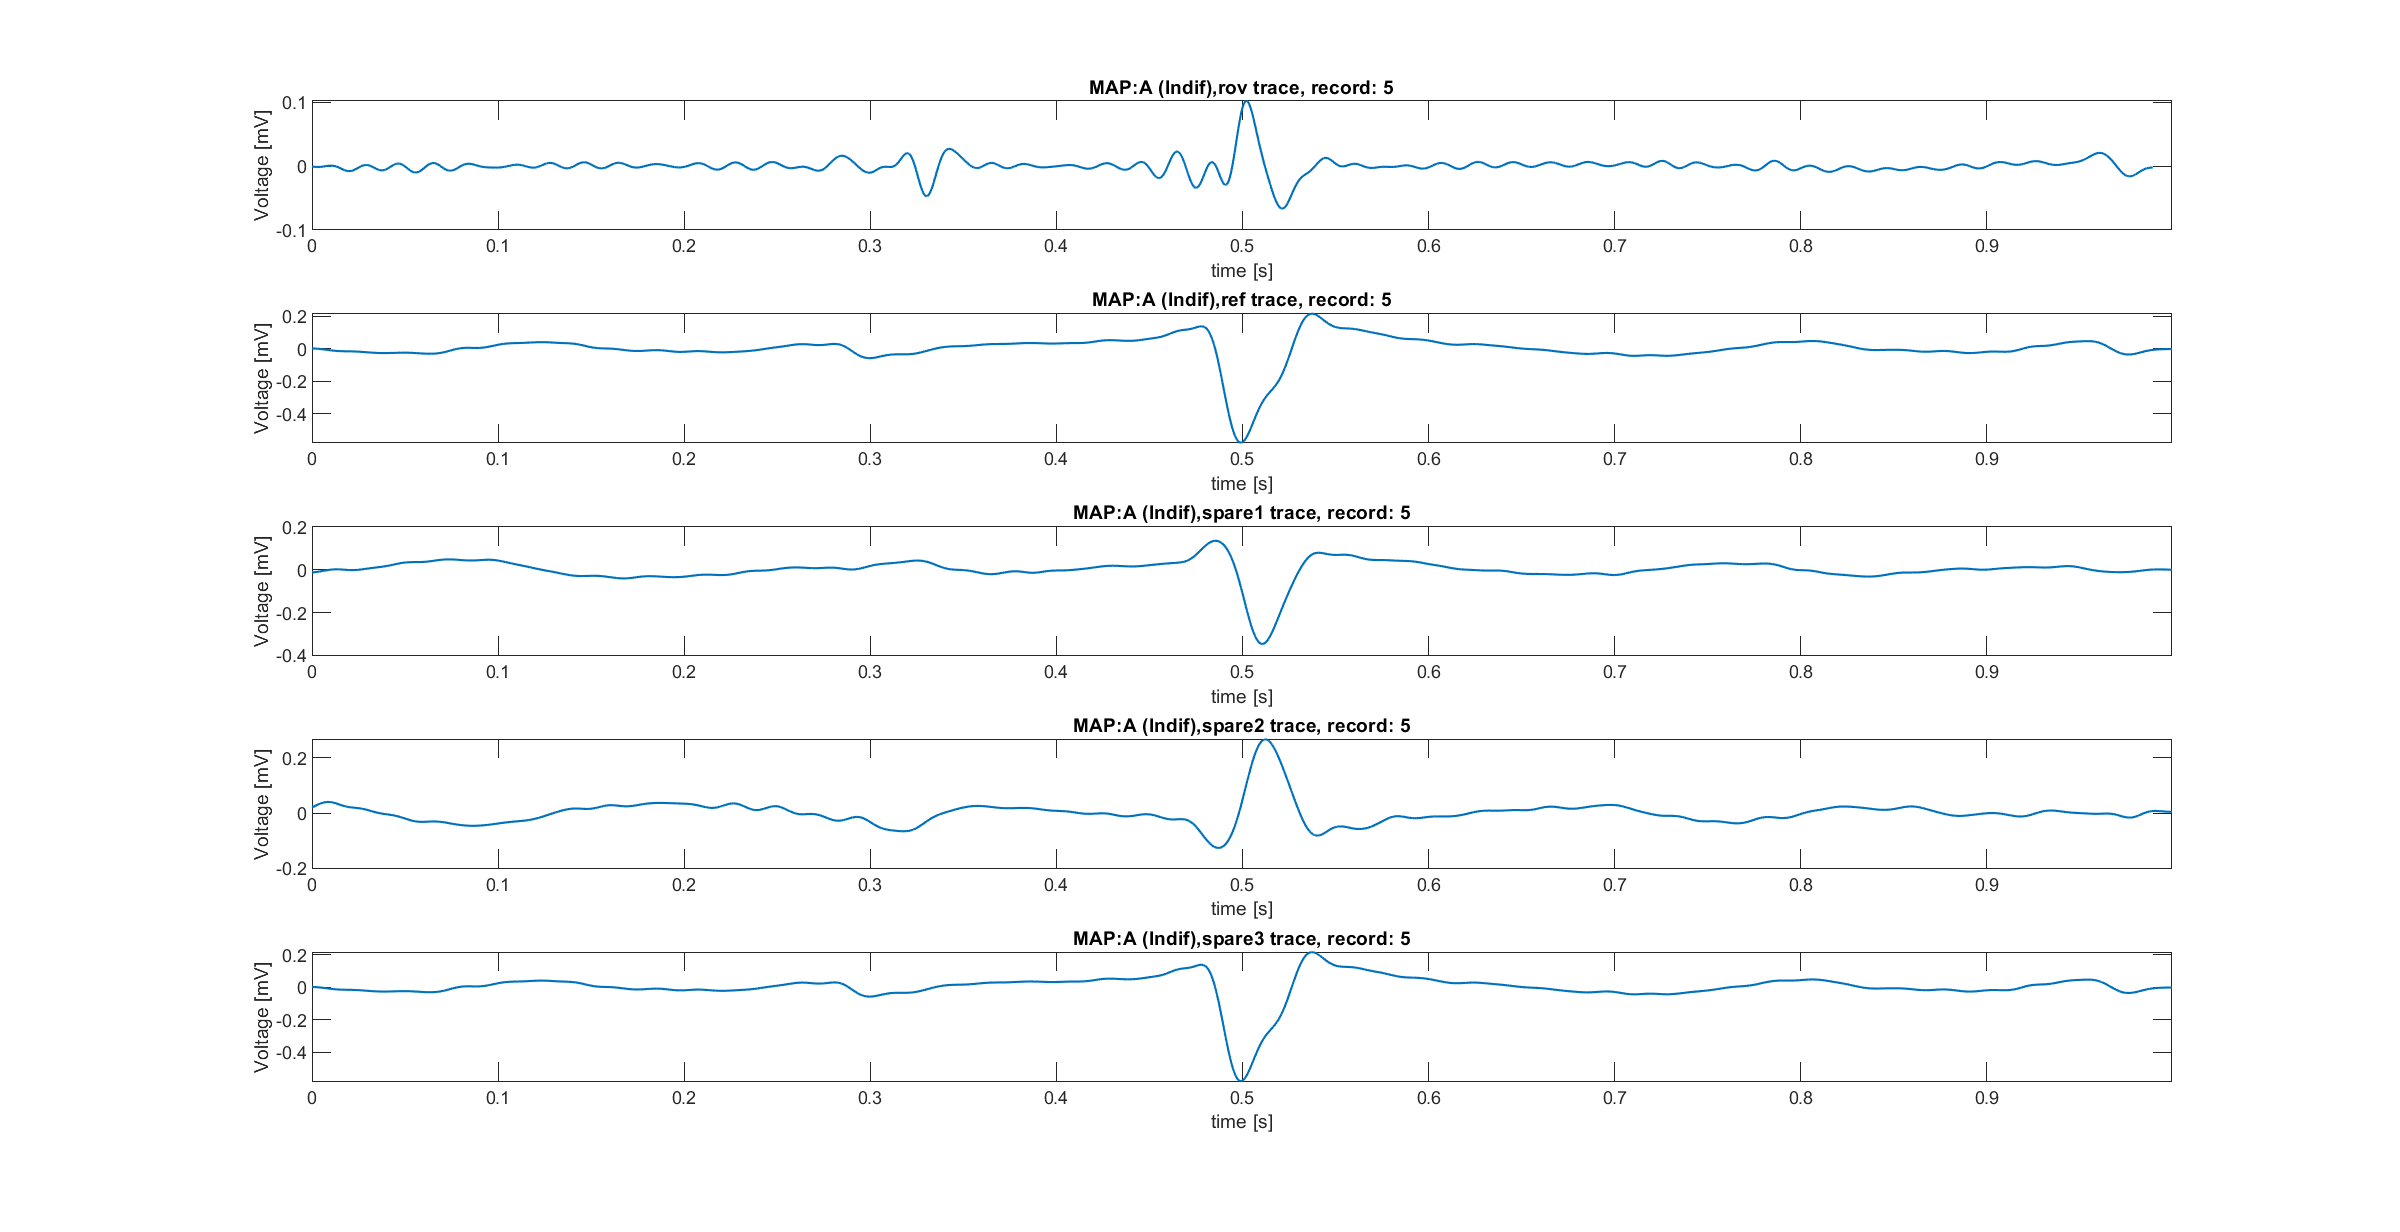 MAP:A (Indif),rov trace, record: 5
0.1
0
-0.1
Voltage [mV]
0 0.1 0.2 0.3 0.4 0.5 0.6 0.7 0.8 0.9
time [s]
MAP:A (Indif),ref trace, record: 5
0.2
0
-0.2
-0.4
Voltage [mV]
0 0.1 0.2 0.3 0.4 0.5 0.6 0.7 0.8 0.9
time [s]
MAP:A (Indif),spare1 trace, record: 5
0.2
0
-0.2
-0.4
Voltage [mV]
0 0.1 0.2 0.3 0.4 0.5 0.6 0.7 0.8 0.9
time [s]
MAP:A (Indif),spare2 trace, record: 5
0.2
0
-0.2
Voltage [mV]
0 0.1 0.2 0.3 0.4 0.5 0.6 0.7 0.8 0.9
time [s]
MAP:A (Indif),spare3 trace, record: 5
0.2
0
-0.2
-0.4
Voltage [mV]
0 0.1 0.2 0.3 0.4 0.5 0.6 0.7 0.8 0.9
time [s]